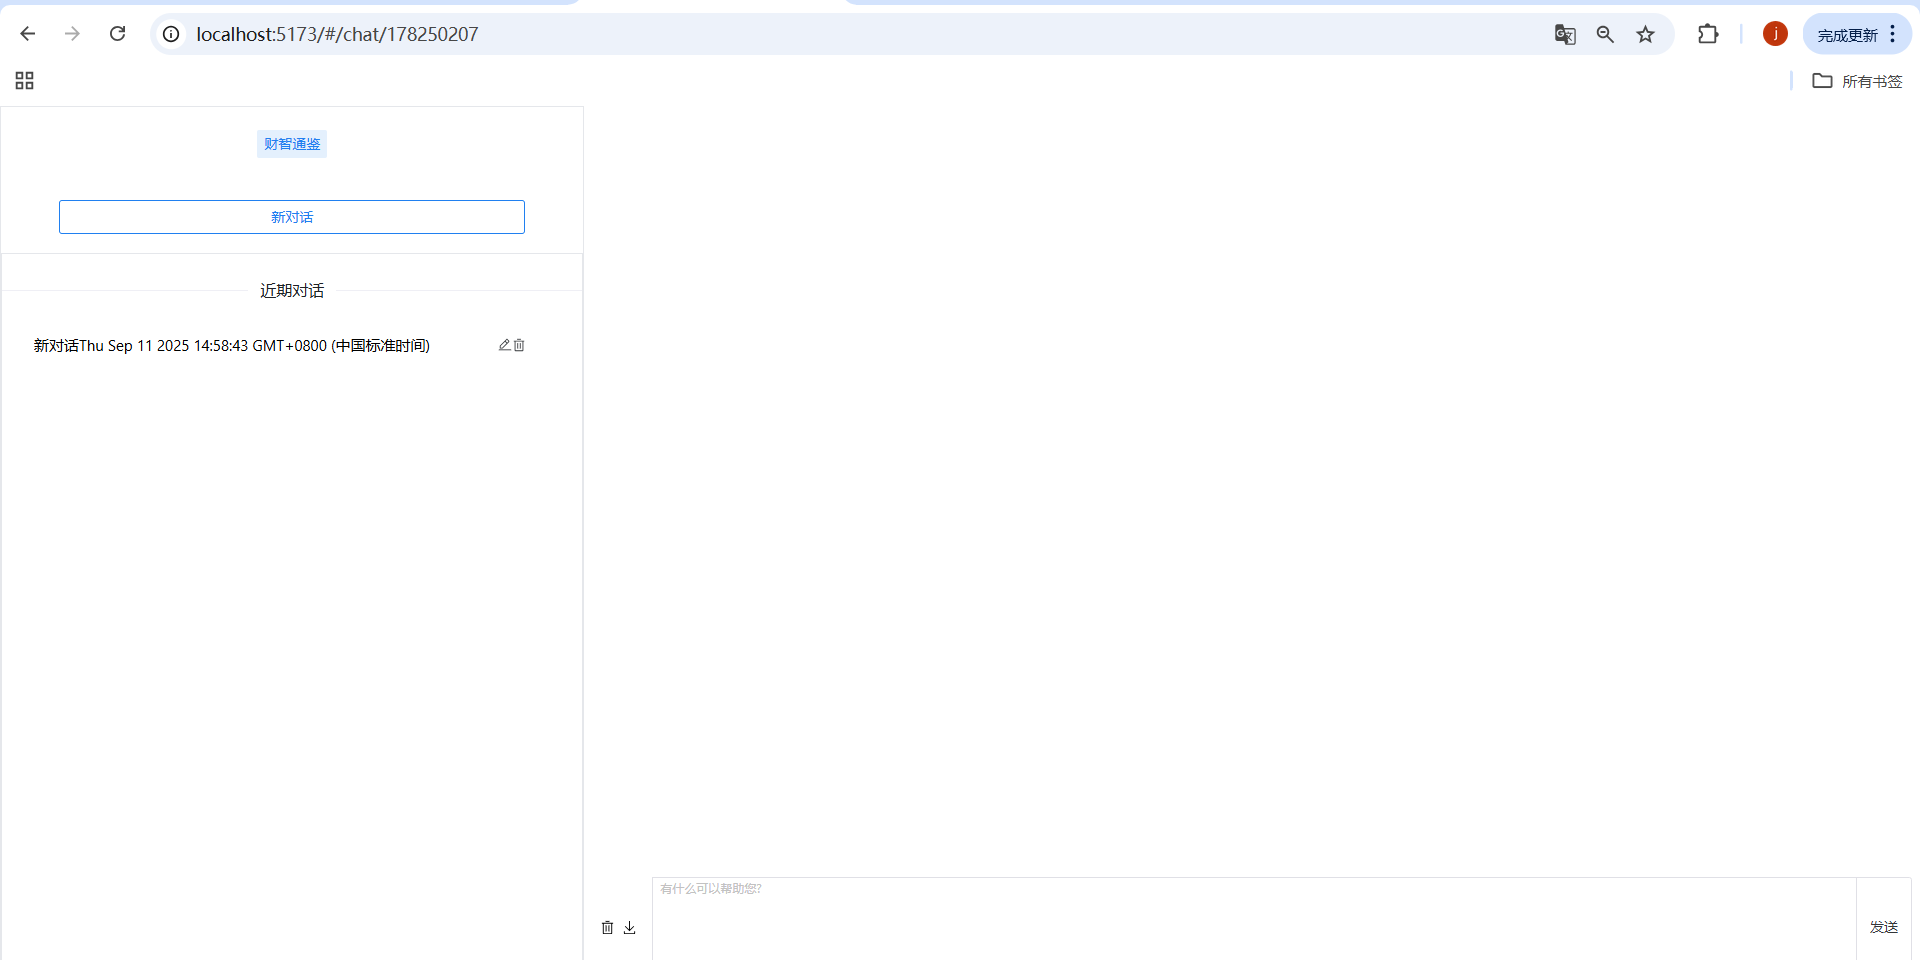 localhost:5173/#/chat/178250207
j
完成更新
所有书签
财智通鉴
新对话
近期对话
新对话Thu Sep 11 2025 14:58:43 GMT+0800 (中国标准时间)
有什么可以帮助您?
发送